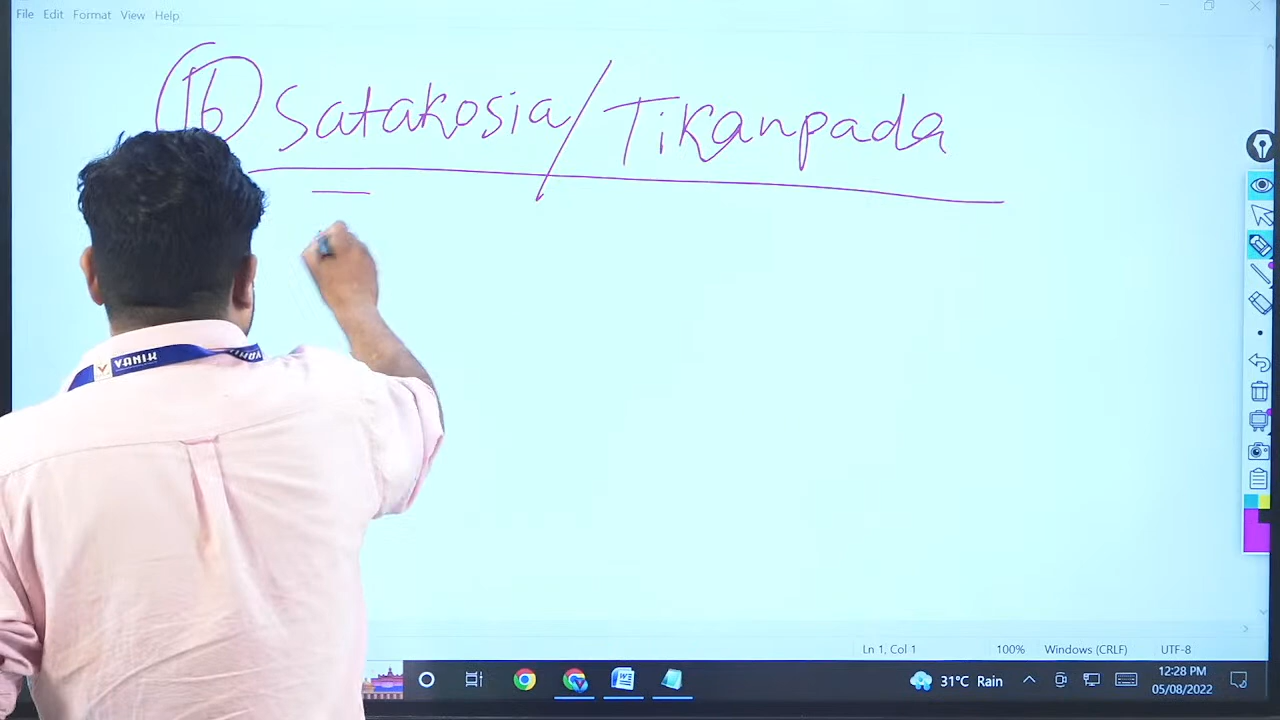 File Edit Format View Help
16 Satakosia/Tikanpada
VANIK
Ln 1, Col 1 100% Windows (CRLF) UTF-8
31°C Rain 12:28 PM
05/08/2022